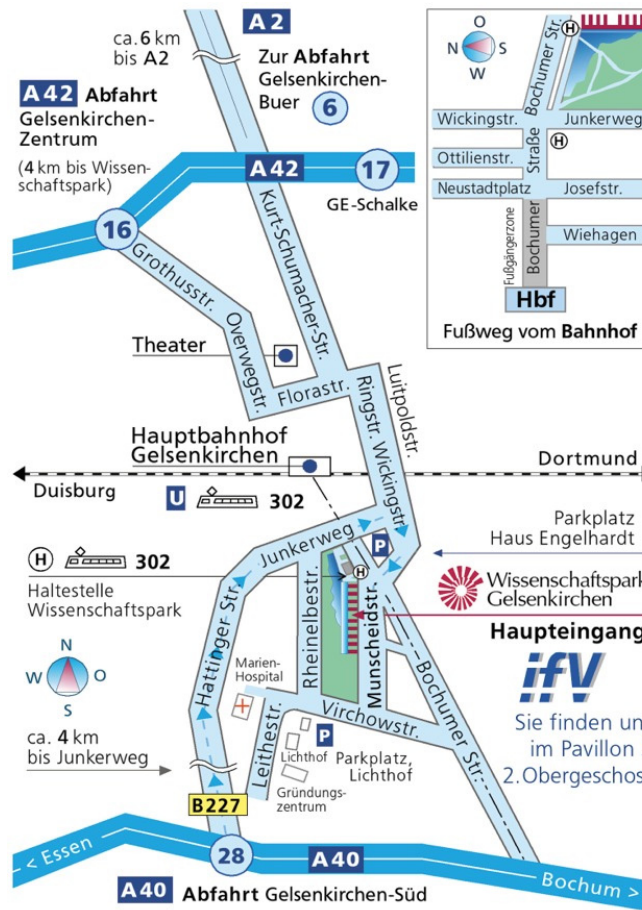 A 2
ca. 6 km
bis A2
Zur Abfahrt
Gelsenkirchen-
Buer
6
A 42 Abfahrt
Gelsenkirchen-
Zentrum
(4 km bis Wissen-
schaftspark)
A 42
17
GE-Schalke
16
Grothusstr.
Overwegstr.
Kurt-Schumacher-Str.
Theater
Florastr.
Ringstr.
Wickingstr.
Luitpoldstr.
Hauptbahnhof
Gelsenkirchen
Duisburg
Dortmund
U 302
H 302
Haltestelle
Wissenschaftspark
Junkerweg
P
H
Parkplatz
Haus Engelhardt
Wissenschaftspark
Gelsenkirchen
Haupteingang
ifV
Sie finden un
im Pavillon
2.Obergeschos
Hattinger Str.
Rheinelbestr.
Munscheidstr.
Bochumer Str.
Marien-
Hospital
Virchowstr.
Leithestr.
P
Lichthof
Parkplatz,
Lichthof
Gründungs-
zentrum
N
W O
S
ca. 4 km
bis Junkerweg
B227
28
< Essen
A 40
Bochum >
A 40 Abfahrt Gelsenkirchen-Süd
O
N S
W
H
Bochumer Str.
Wickingstr.
Junkerweg
H
Ottilienstr.
Straße
Neustadtplatz
Josefstr.
Fußgängerzone
Bochumer
Wiehagen
Hbf
Fußweg vom Bahnhof